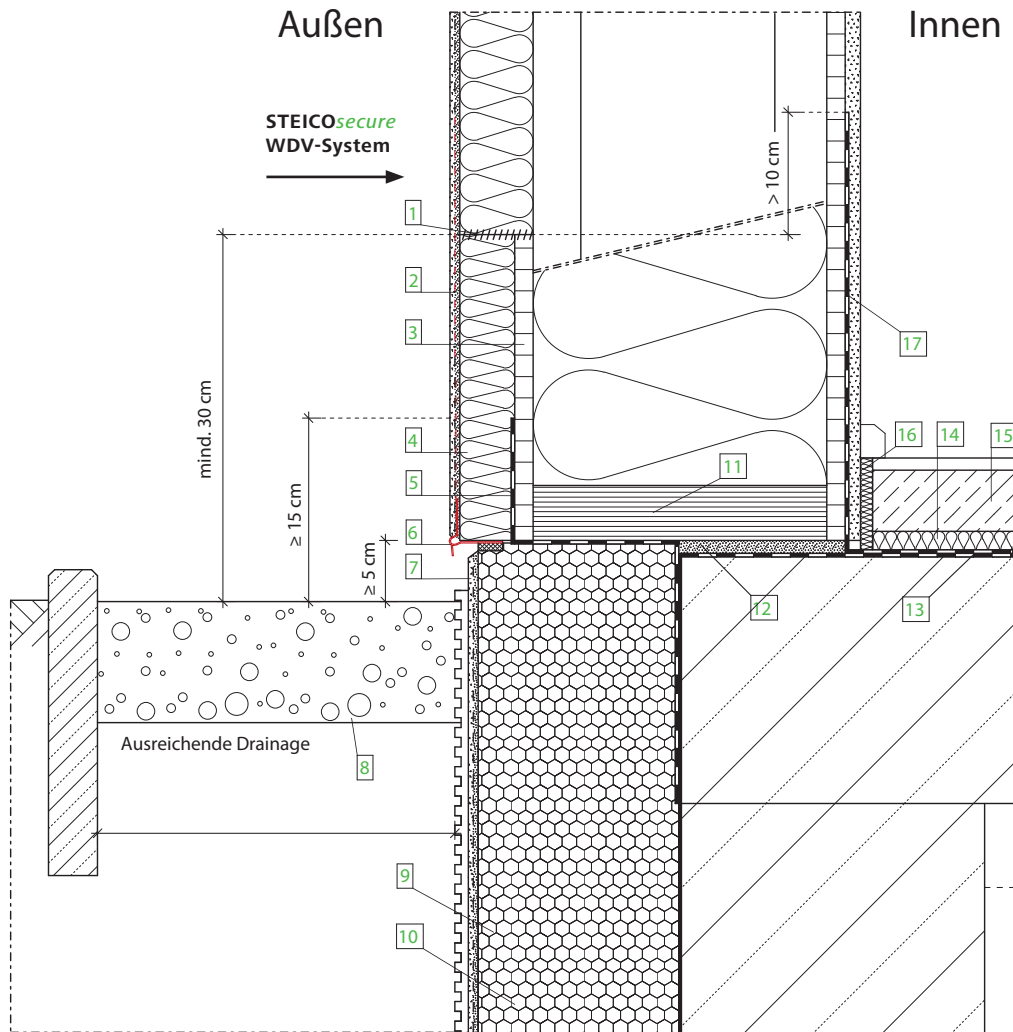 Außen
Innen
STEICOsecure
WDV-System
> 10 cm
1
2
3
17
mind. 30 cm
4
16
14
15
≥ 15 cm
5
11
6
≥ 5 cm
7
12
13
Ausreichende Drainage
8
9
10